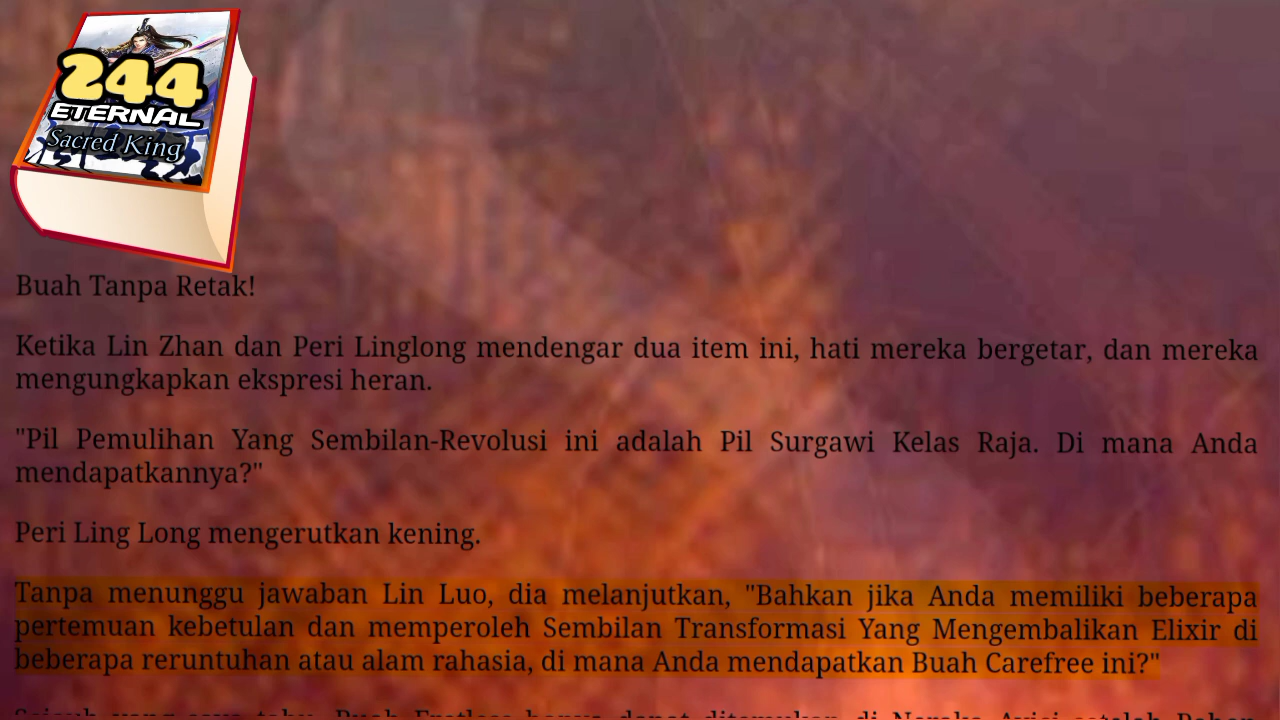 244
ETERNAL
Sacred King
Buah Tanpa Retak!
Ketika Lin Zhan dan Peri Linglong mendengar dua item ini, hati mereka bergetar, dan mereka
mengungkapkan ekspresi heran.
"Pil Pemulihan Yang Sembilan-Revolusi ini adalah Pil Surgawi Kelas Raja. Di mana Anda
mendapatkannya?"
Peri Ling Long mengerutkan kening.
Tanpa menunggu jawaban Lin Luo, dia melanjutkan, "Bahkan jika Anda memiliki beberapa
pertemuan kebetulan dan memperoleh Sembilan Transformasi Yang Mengembalikan Elixir di
beberapa reruntuhan atau alam rahasia, di mana Anda mendapatkan Buah Carefree ini?"